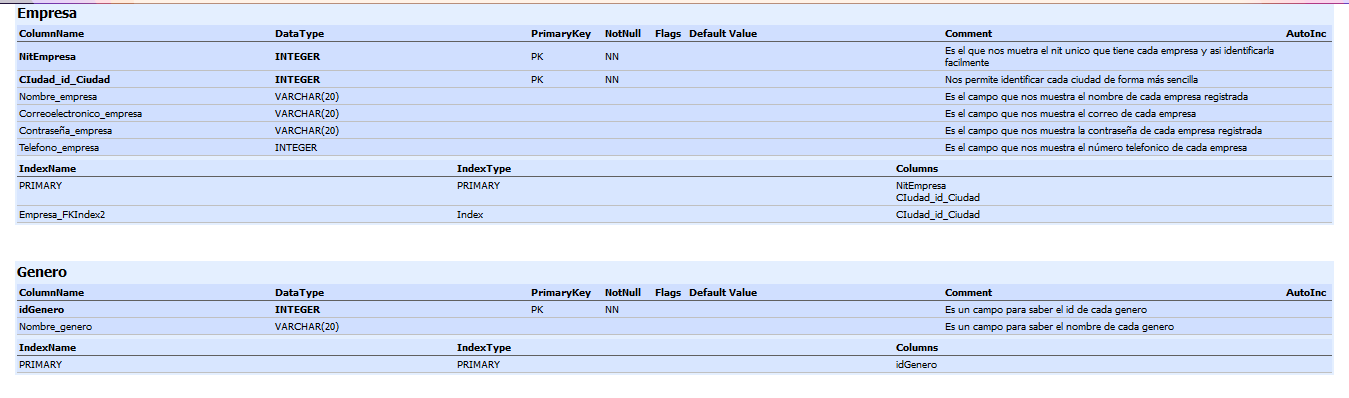 Empresa
ColumnName DataType PrimaryKey NotNull Flags Default Value Comment AutoInc
NitEmpresa INTEGER PK NN Es el que nos muetra el nit unico que tiene cada empresa y asi identificarla
facilmente
CIudad_id_Ciudad INTEGER PK NN Nos permite identificar cada ciudad de forma más sencilla
Nombre_empresa VARCHAR(20) Es el campo que nos muestra el nombre de cada empresa registrada
Correoelectronico_empresa VARCHAR(20) Es el campo que nos muestra el correo de cada empresa
Contraseña_empresa VARCHAR(20) Es el campo que nos muestra la contraseña de cada empresa registrada
Telefono_empresa INTEGER Es el campo que nos muestra el número telefonico de cada empresa
IndexName IndexType Columns
PRIMARY PRIMARY NitEmpresa
CIudad_id_Ciudad
Empresa_FKIndex2 Index CIudad_id_Ciudad
Genero
ColumnName DataType PrimaryKey NotNull Flags Default Value Comment AutoInc
idGenero INTEGER PK NN Es un campo para saber el id de cada genero
Nombre_genero VARCHAR(20) Es un campo para saber el nombre de cada genero
IndexName IndexType Columns
PRIMARY PRIMARY idGenero